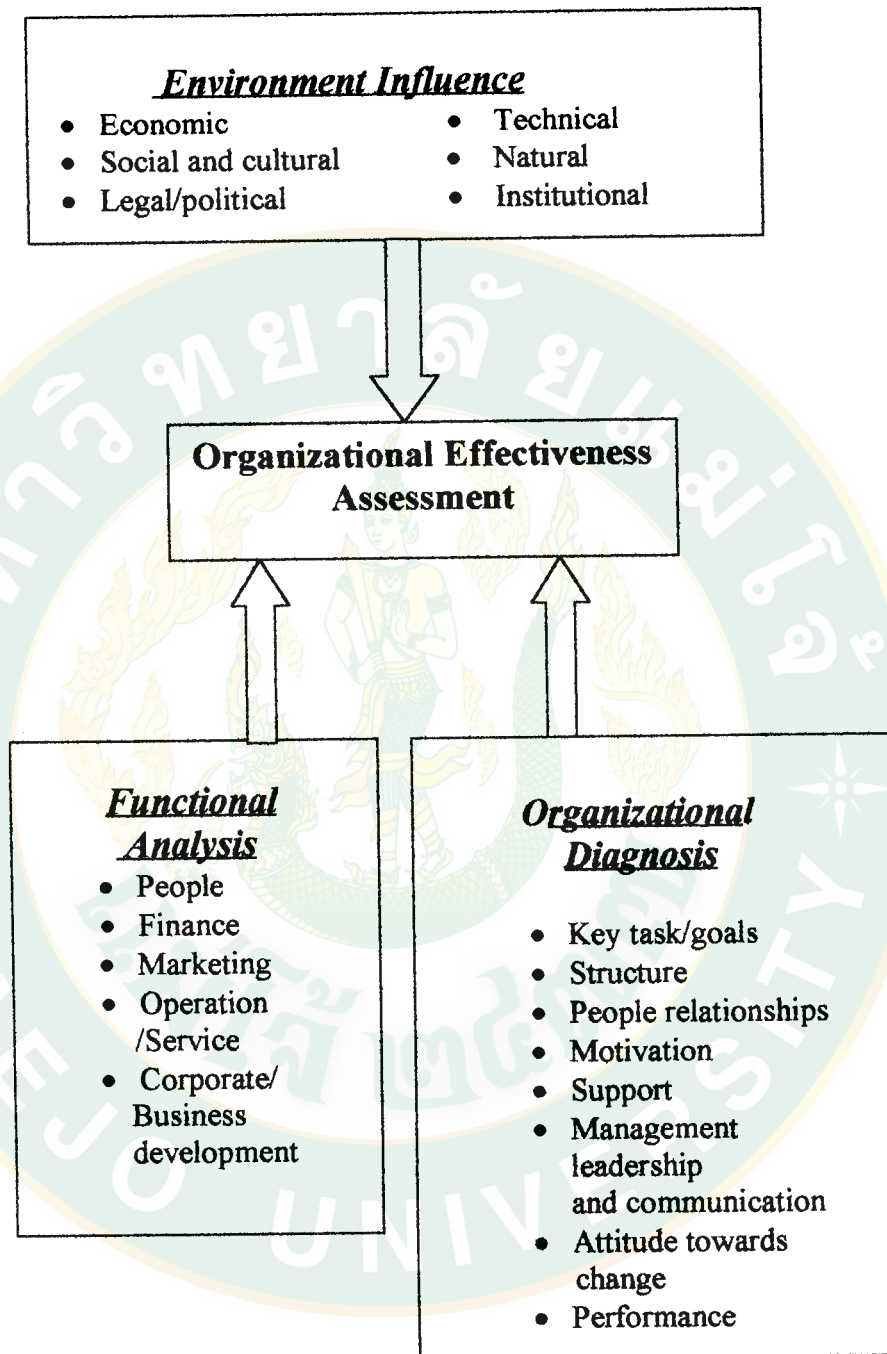 Environment Influence
• Economic
• Social and cultural
• Legal/political
• Technical
• Natural
• Institutional
Organizational Effectiveness
Assessment
Functional
Analysis
• People
• Finance
• Marketing
• Operation
/Service
• Corporate/
Business
development
Organizational
Diagnosis
• Key task/goals
• Structure
• People relationships
• Motivation
• Support
• Management
leadership
and communication
• Attitude towards
change
• Performance
UNIVERSITY